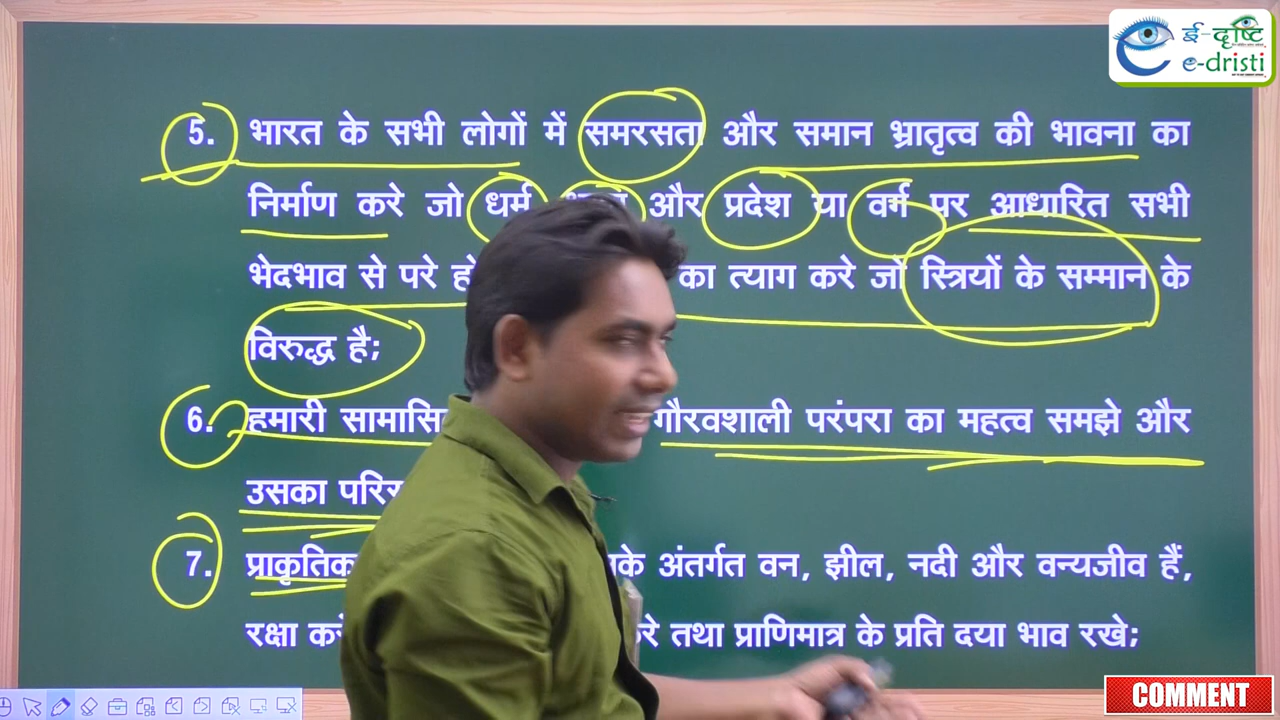 ई-दृष्टि
e-dristi
5. भारत के सभी लोगों में समरसता और समान भ्रातृत्व की भावना का
निर्माण करे जो धर्म और प्रदेश या वर्ग पर आधारित सभी
भेदभाव से परे का त्याग करे जो स्त्रियों के सम्मान के
विरुद्ध है;
6. हमारी गौरवशाली परंपरा का महत्व समझे और
उसका
7. अंतर्गत वन, झील, नदी और वन्यजीव हैं,
रक्षा तथा प्राणिमात्र के प्रति दया भाव रखे;
COMMENT